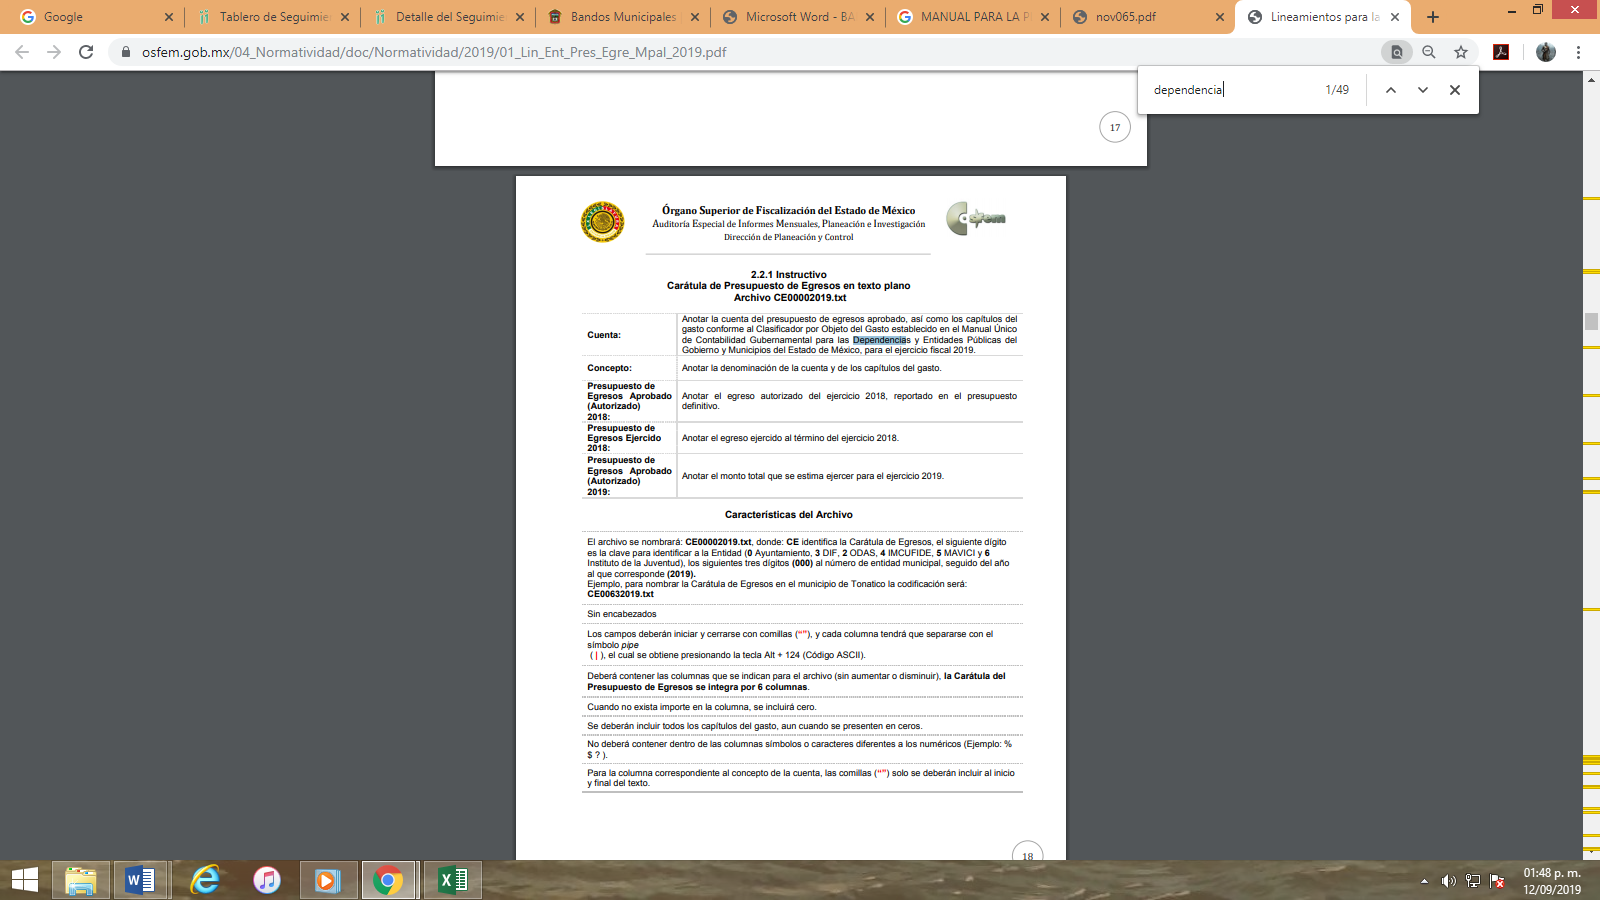 Google
Tablero de Seguimie
Detalle del Seguimie
Bandos Municipales
Microsoft Word - BA
MANUAL PARA LA P
nov065.pdf
Lineamientos para la
osfem.gob.mx/04_Normatividad/doc/Normatividad/2019/01_Lin_Ent_Pres_Egre_Mpal_2019.pdf
dependencia
1/49
17
Órgano Superior de Fiscalización del Estado de México
Auditoría Especial de Informes Mensuales, Planeación e Investigación
Dirección de Planeación y Control
osfem
2.2.1 Instructivo
Carátula de Presupuesto de Egresos en texto plano
Archivo CE00002019.txt
Cuenta:
Anotar la cuenta del presupuesto de egresos aprobado, así como los capítulos del
gasto conforme al Clasificador por Objeto del Gasto establecido en el Manual Único
de Contabilidad Gubernamental para las Dependencias y Entidades Públicas del
Gobierno y Municipios del Estado de México, para el ejercicio fiscal 2019.
Concepto:
Anotar la denominación de la cuenta y de los capítulos del gasto.
Presupuesto de
Egresos Aprobado
(Autorizado)
2018:
Anotar el egreso autorizado del ejercicio 2018, reportado en el presupuesto
definitivo.
Presupuesto de
Egresos Ejercido
2018:
Anotar el egreso ejercido al término del ejercicio 2018.
Presupuesto de
Egresos Aprobado
(Autorizado)
2019:
Anotar el monto total que se estima ejercer para el ejercicio 2019.
Características del Archivo
El archivo se nombrará: CE00002019.txt, donde: CE identifica la Carátula de Egresos, el siguiente dígito
es la clave para identificar a la Entidad (0 Ayuntamiento, 3 DIF, 2 ODAS, 4 IMCUFIDE, 5 MAVICI y 6
Instituto de la Juventud), los siguientes tres dígitos (000) al número de entidad municipal, seguido del año
al que corresponde (2019).
Ejemplo, para nombrar la Carátula de Egresos en el municipio de Tonatico la codificación será:
CE00632019.txt
Sin encabezados
Los campos deberán iniciar y cerrarse con comillas (“”), y cada columna tendrá que separarse con el
símbolo pipe
( | ), el cual se obtiene presionando la tecla Alt + 124 (Código ASCII).
Deberá contener las columnas que se indican para el archivo (sin aumentar o disminuir), la Carátula del
Presupuesto de Egresos se integra por 6 columnas.
Cuando no exista importe en la columna, se incluirá cero.
Se deberán incluir todos los capítulos del gasto, aun cuando se presenten en ceros.
No deberá contener dentro de las columnas símbolos o caracteres diferentes a los numéricos (Ejemplo: %
$ ? ).
Para la columna correspondiente al concepto de la cuenta, las comillas (“”) solo se deberán incluir al inicio
y final del texto.
18
01:48 p. m.
12/09/2019